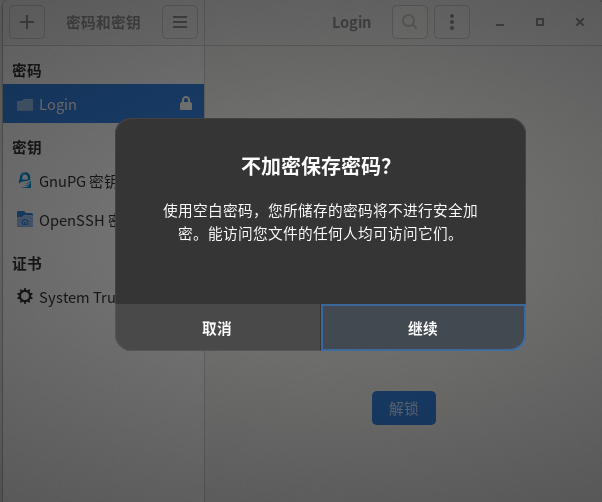 密码和密钥
Login
密码
Login
密钥
GnuPG 密钥
OpenSSH
证书
System
不加密保存密码？
使用空白密码，您所储存的密码将不进行安全加
密。能访问您文件的任何人均可访问它们。
取消
继续
解锁